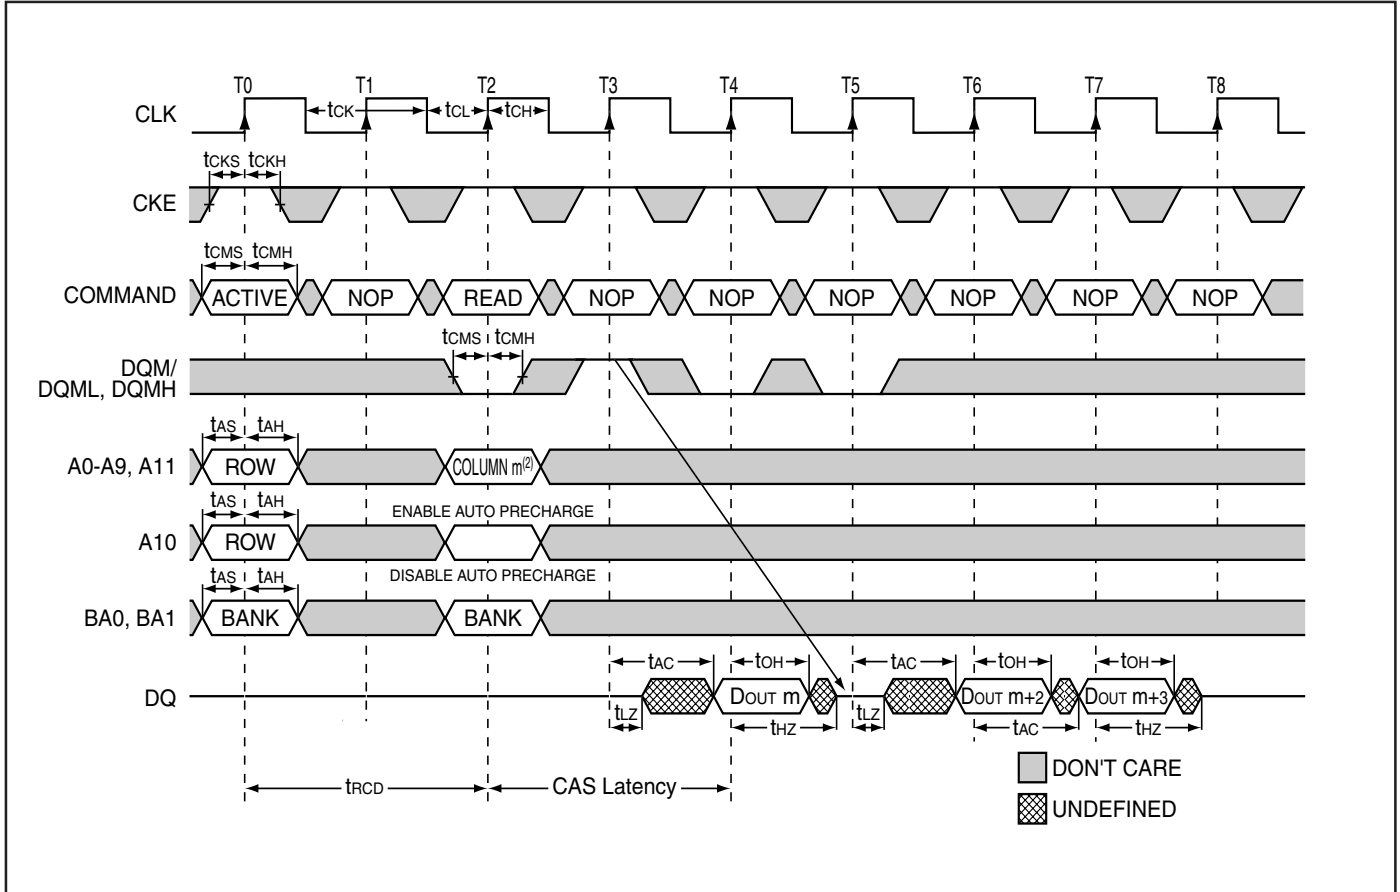 T0 T1 T2 T3 T4 T5 T6 T7 T8
CLK tCK tCL tCH
tCKS tCKH
CKE
tCMS tCMH
COMMAND ACTIVE NOP READ NOP NOP NOP NOP NOP NOP
tCMS tCMH
DQM/
DQML, DQMH
tAS tAH
A0-A9, A11 ROW COLUMN m(2)
tAS tAH ENABLE AUTO PRECHARGE
A10 ROW
tAS tAH DISABLE AUTO PRECHARGE
BA0, BA1 BANK BANK
tAC tOH tAC tOH tOH
DQ DOUT m DOUT m+2 DOUT m+3
tLZ tHZ tLZ tAC tHZ
DON'T CARE
tRCD CAS Latency
UNDEFINED